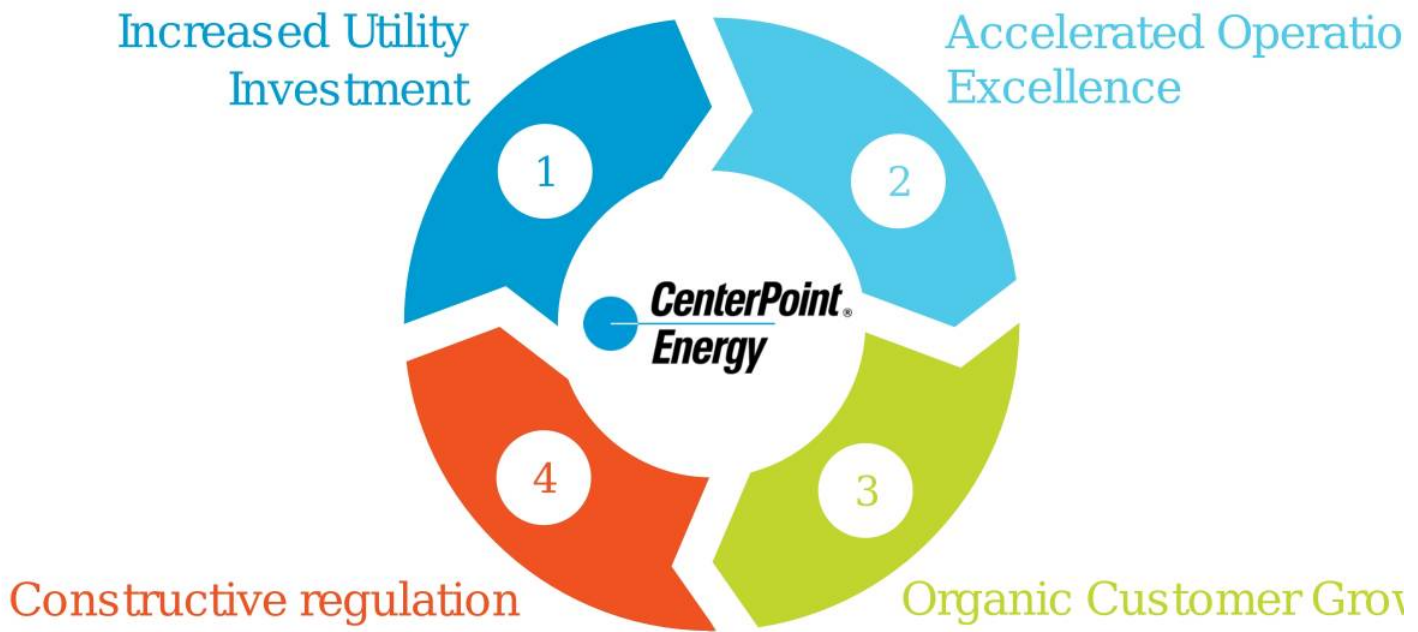 Increased Utility
Investment
Accelerated Operatio
Excellence
1
2
CenterPoint®
Energy
4
3
Constructive regulation
Organic Customer Grov